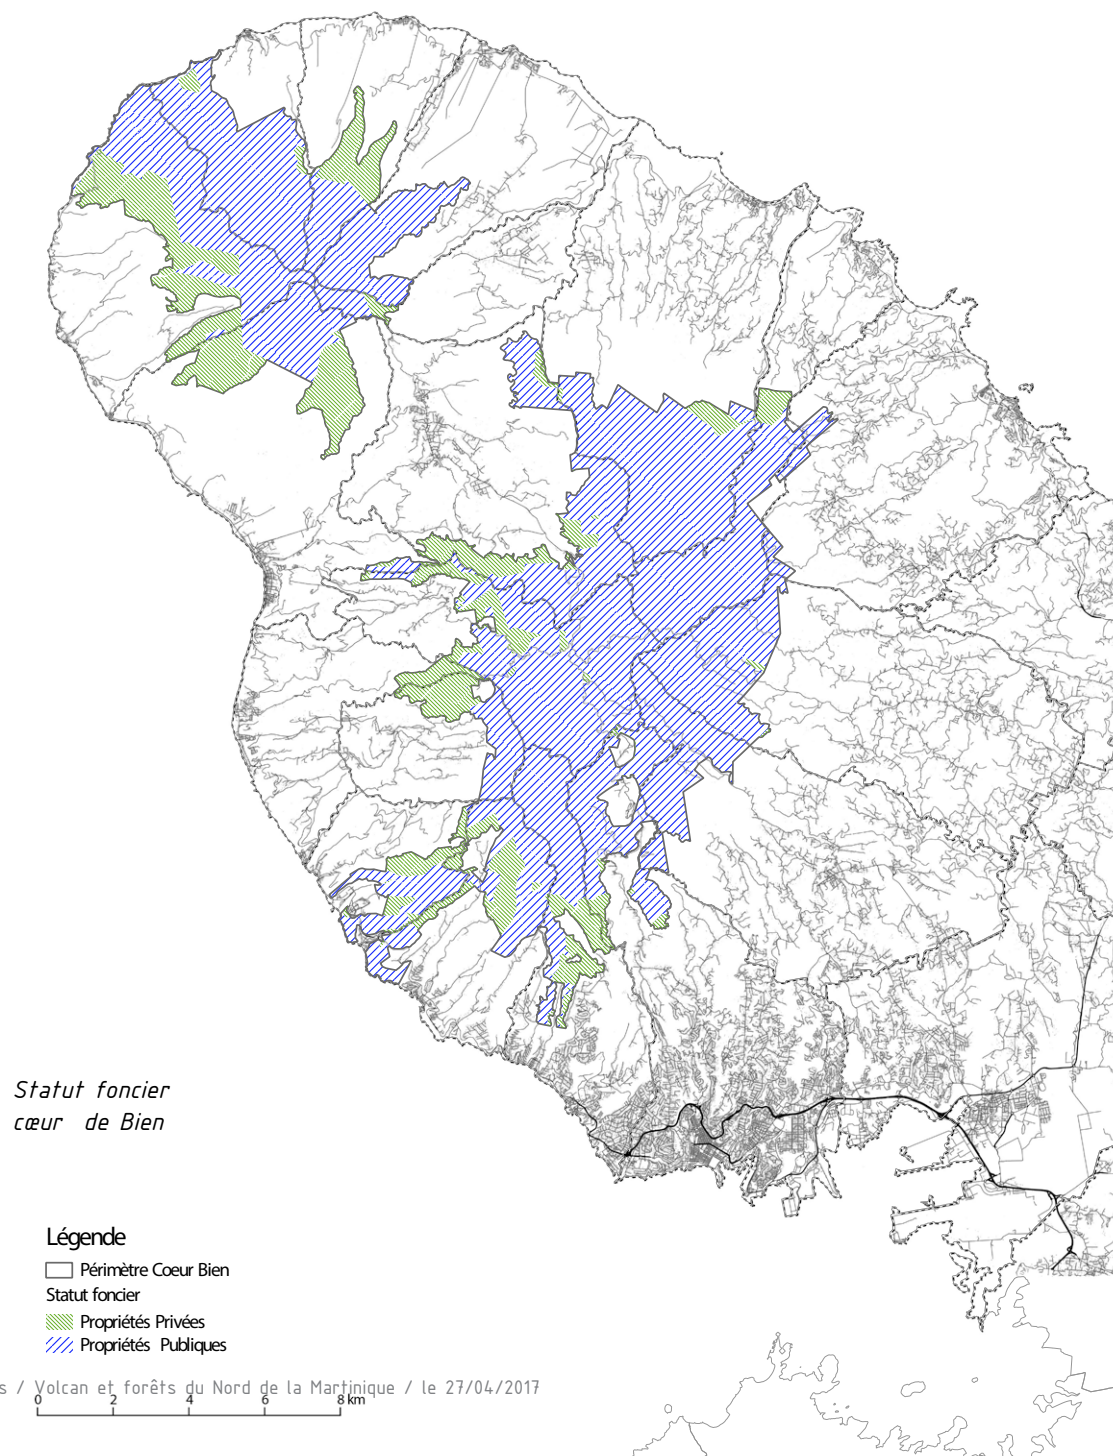 Statut foncier
cœur de Bien
Légende
Périmètre Coeur Bien
Statut foncier
Propriétés Privées
Propriétés Publiques
s / Volcan et forêts du Nord de la Martinique / le 27/04/2017
0 2 4 6 8 km